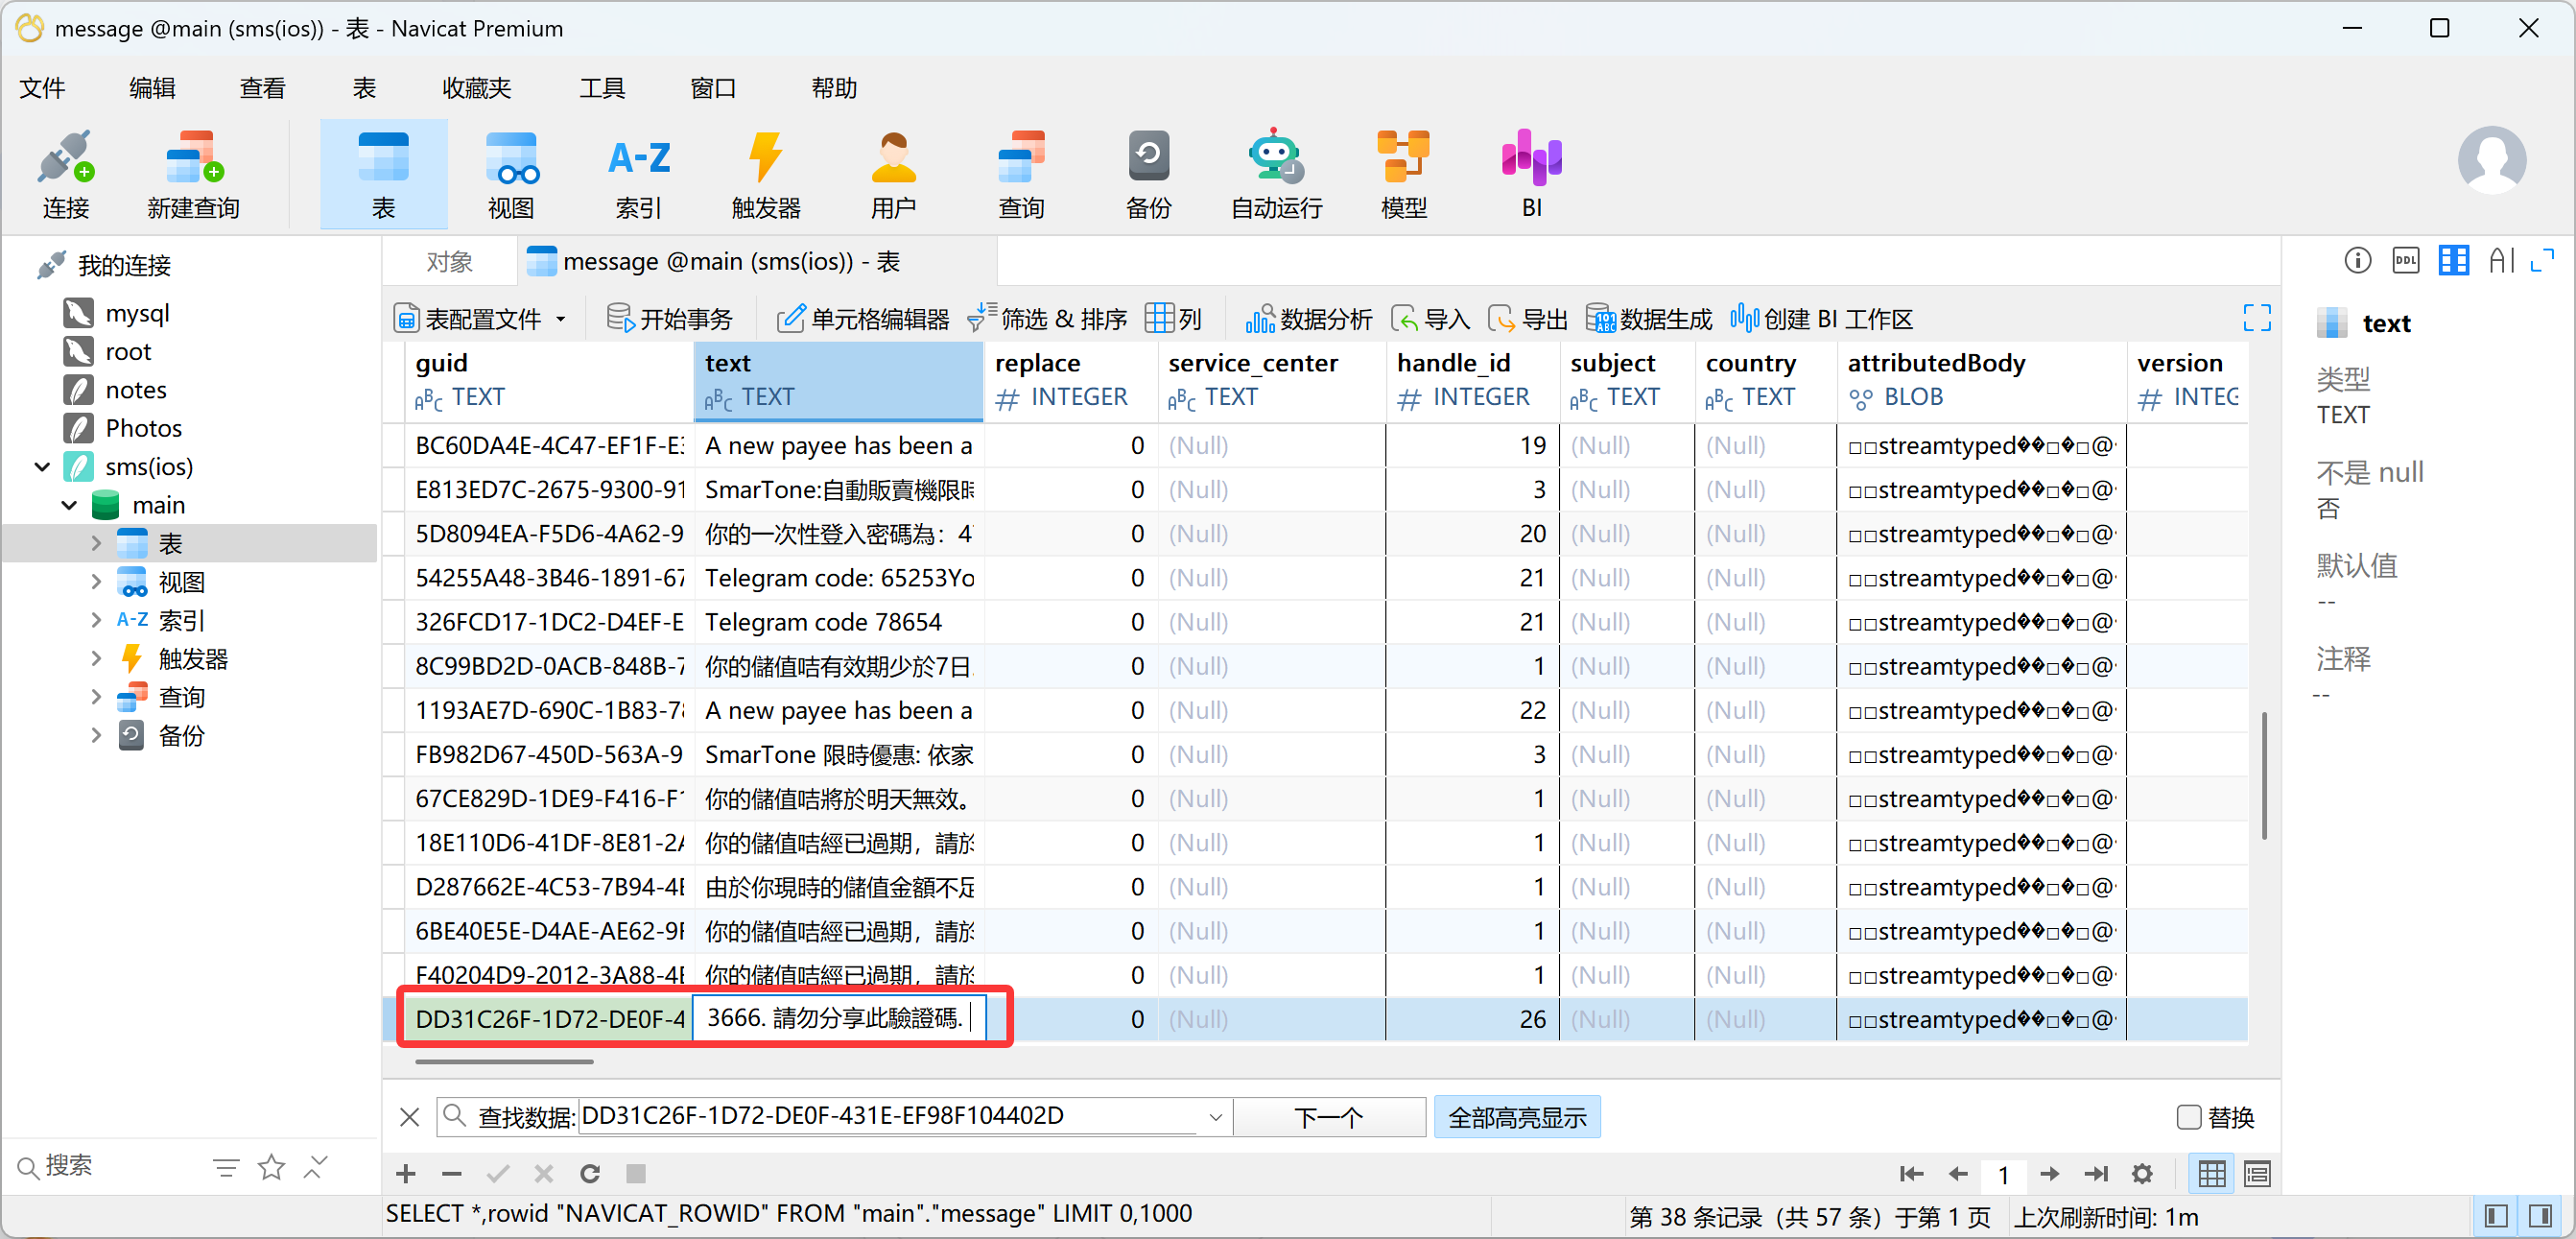 message @main (sms(ios)) - 表 - Navicat Premium
文件 编辑 查看 表 收藏夹 工具 窗口 帮助
连接 新建查询 表 视图 A-Z 索引 触发器 用户 查询 备份 自动运行 模型 BI
我的连接
mysql
root
notes
Photos
sms(ios)
main
表
视图
A-Z 索引
触发器
查询
备份
搜索
对象 message @main (sms(ios)) - 表
表配置文件 开始事务 单元格编辑器 筛选 & 排序 列 数据分析 导入 导出 数据生成 创建 BI 工作区
guid text replace service_center handle_id subject country attributedBody version
TEXT TEXT INTEGER TEXT INTEGER TEXT TEXT BLOB INTEG
BC60DA4E-4C47-EF1F-E3 A new payee has been a 0 (Null) 19 (Null) (Null) □□streamtyped��□�□@
E813ED7C-2675-9300-91 SmarTone:自動販賣機限時 0 (Null) 3 (Null) (Null) □□streamtyped��□�□@
5D8094EA-F5D6-4A62-9 你的一次性登入密碼為：4 0 (Null) 20 (Null) (Null) □□streamtyped��□�□@
54255A48-3B46-1891-67 Telegram code: 65253Yo 0 (Null) 21 (Null) (Null) □□streamtyped��□�□@
326FCD17-1DC2-D4EF-E Telegram code 78654 0 (Null) 21 (Null) (Null) □□streamtyped��□�□@
8C99BD2D-0ACB-848B-7 你的儲值咭有效期少於7日. 0 (Null) 1 (Null) (Null) □□streamtyped��□�□@
1193AE7D-690C-1B83-78 A new payee has been a 0 (Null) 22 (Null) (Null) □□streamtyped��□�□@
FB982D67-450D-563A-9 SmarTone 限時優惠: 依家 0 (Null) 3 (Null) (Null) □□streamtyped��□�□@
67CE829D-1DE9-F416-F1 你的儲值咭將於明天無效。 0 (Null) 1 (Null) (Null) □□streamtyped��□�□@
18E110D6-41DF-8E81-2A 你的儲值咭經已過期，請於 0 (Null) 1 (Null) (Null) □□streamtyped��□�□@
D287662E-4C53-7B94-4E 由於你現時的儲值金額不足 0 (Null) 1 (Null) (Null) □□streamtyped��□�□@
6BE40E5E-D4AE-AE62-9F 你的儲值咭經已過期，請於 0 (Null) 1 (Null) (Null) □□streamtyped��□�□@
F40204D9-2012-3A88-4E 你的儲值咭經已過期，請於 0 (Null) 1 (Null) (Null) □□streamtyped��□�□@
DD31C26F-1D72-DE0F-4 3666. 請勿分享此驗證碼. 0 (Null) 26 (Null) (Null) □□streamtyped��□�□@
查找数据: DD31C26F-1D72-DE0F-431E-EF98F104402D 下一个 全部高亮显示 替换
1
SELECT *,rowid "NAVICAT_ROWID" FROM "main"."message" LIMIT 0,1000 第 38 条记录（共 57 条）于第 1 页 上次刷新时间: 1m
DDL AI
text
类型
TEXT
不是 null
否
默认值
--
注释
--